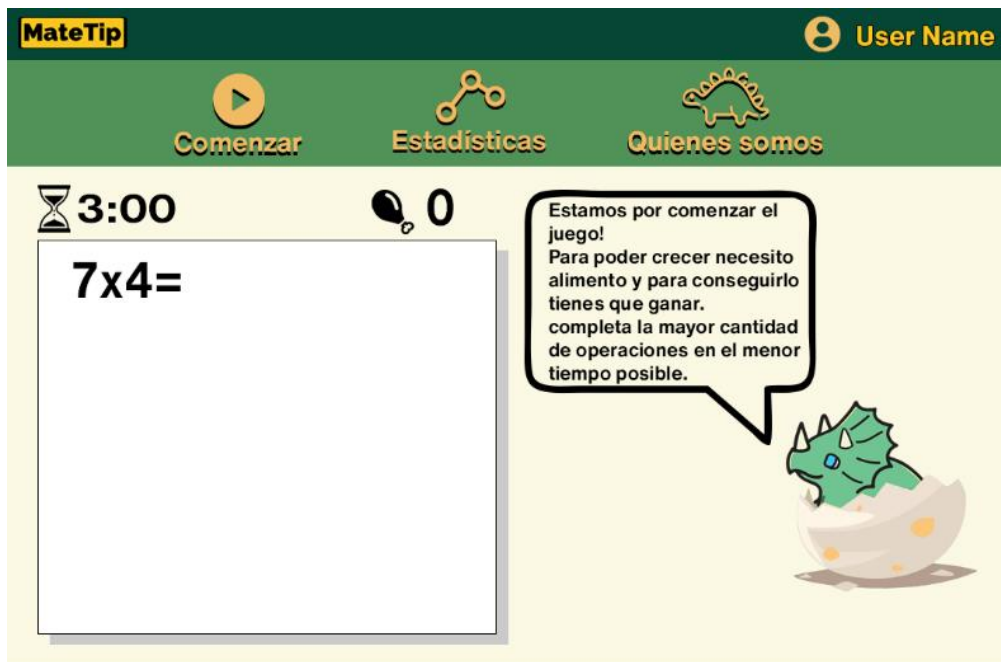 MateTip
User Name
Comenzar
Estadísticas
Quienes somos
3:00
0
7x4=
Estamos por comenzar el
juego!
Para poder crecer necesito
alimento y para conseguirlo
tienes que ganar.
completa la mayor cantidad
de operaciones en el menor
tiempo posible.